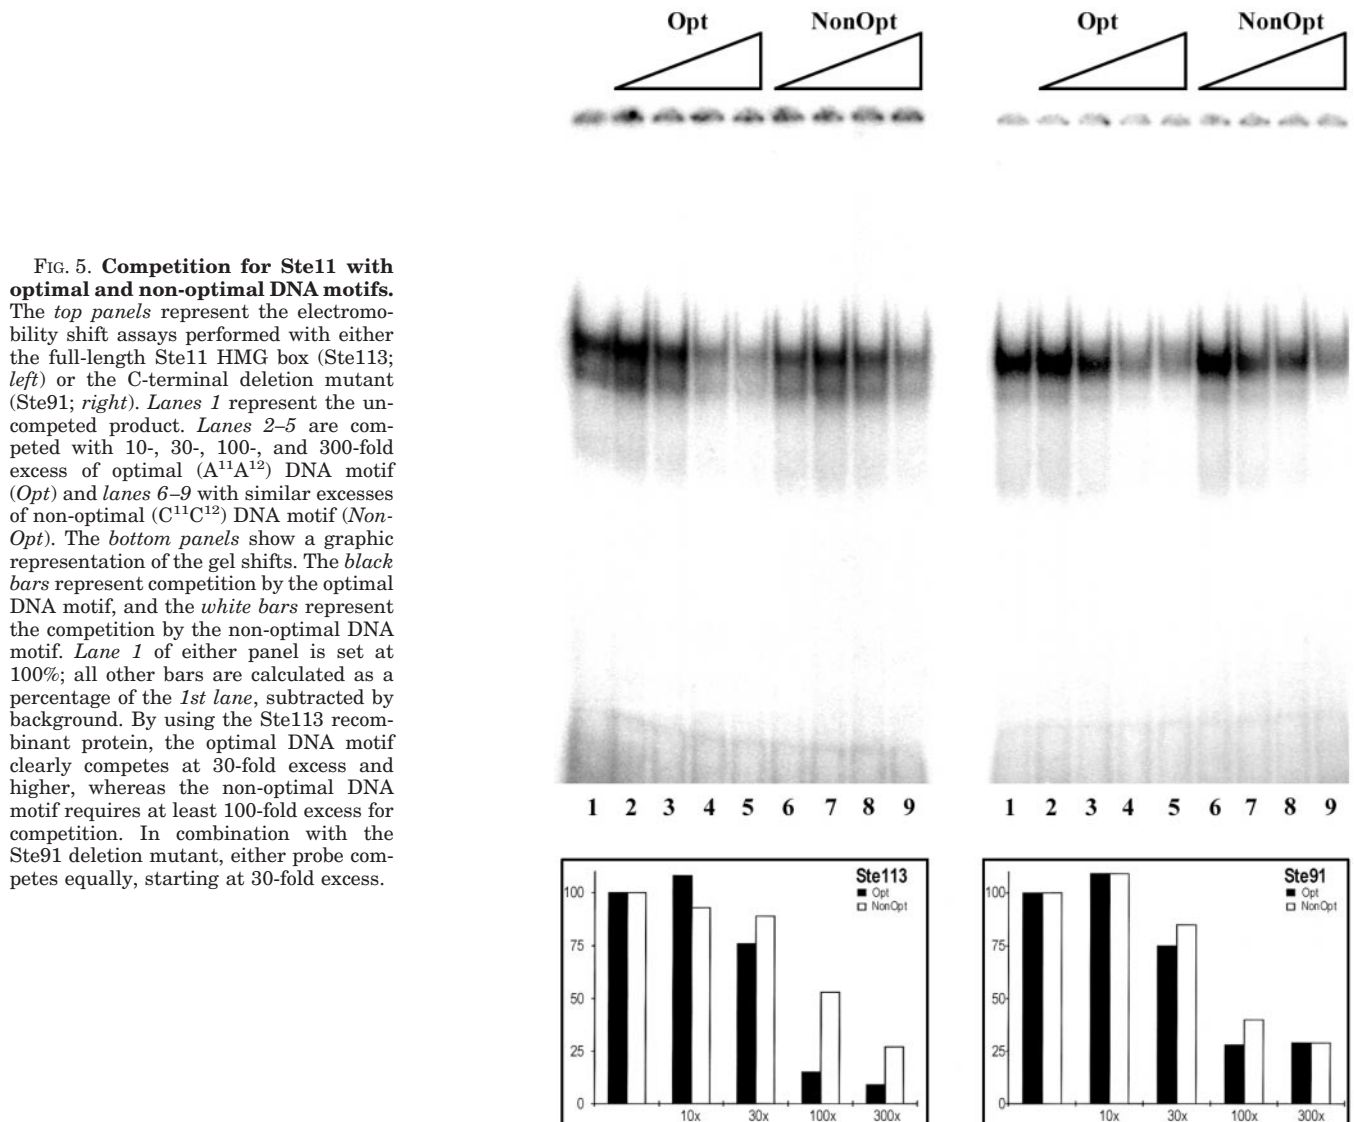 FIG. 5. Competition for Ste11 with
optimal and non-optimal DNA motifs.
The top panels represent the electromo-
bility shift assays performed with either
the full-length Ste11 HMG box (Ste113;
left) or the C-terminal deletion mutant
(Ste91; right). Lanes 1 represent the un-
competed product. Lanes 2–5 are com-
peted with 10-, 30-, 100-, and 300-fold
excess of optimal (A¹¹A¹²) DNA motif
(Opt) and lanes 6–9 with similar excesses
of non-optimal (C¹¹C¹²) DNA motif (Non-
Opt). The bottom panels show a graphic
representation of the gel shifts. The black
bars represent competition by the optimal
DNA motif, and the white bars represent
the competition by the non-optimal DNA
motif. Lane 1 of either panel is set at
100%; all other bars are calculated as a
percentage of the 1st lane, subtracted by
background. By using the Ste113 recom-
binant protein, the optimal DNA motif
clearly competes at 30-fold excess and
higher, whereas the non-optimal DNA
motif requires at least 100-fold excess for
competition. In combination with the
Ste91 deletion mutant, either probe com-
petes equally, starting at 30-fold excess.
Opt NonOpt
1 2 3 4 5 6 7 8 9
Ste113
Opt
NonOpt
100
75
50
25
0
10x 30x 100x 300x
Opt NonOpt
1 2 3 4 5 6 7 8 9
Ste91
Opt
NonOpt
100
75
50
25
0
10x 30x 100x 300x